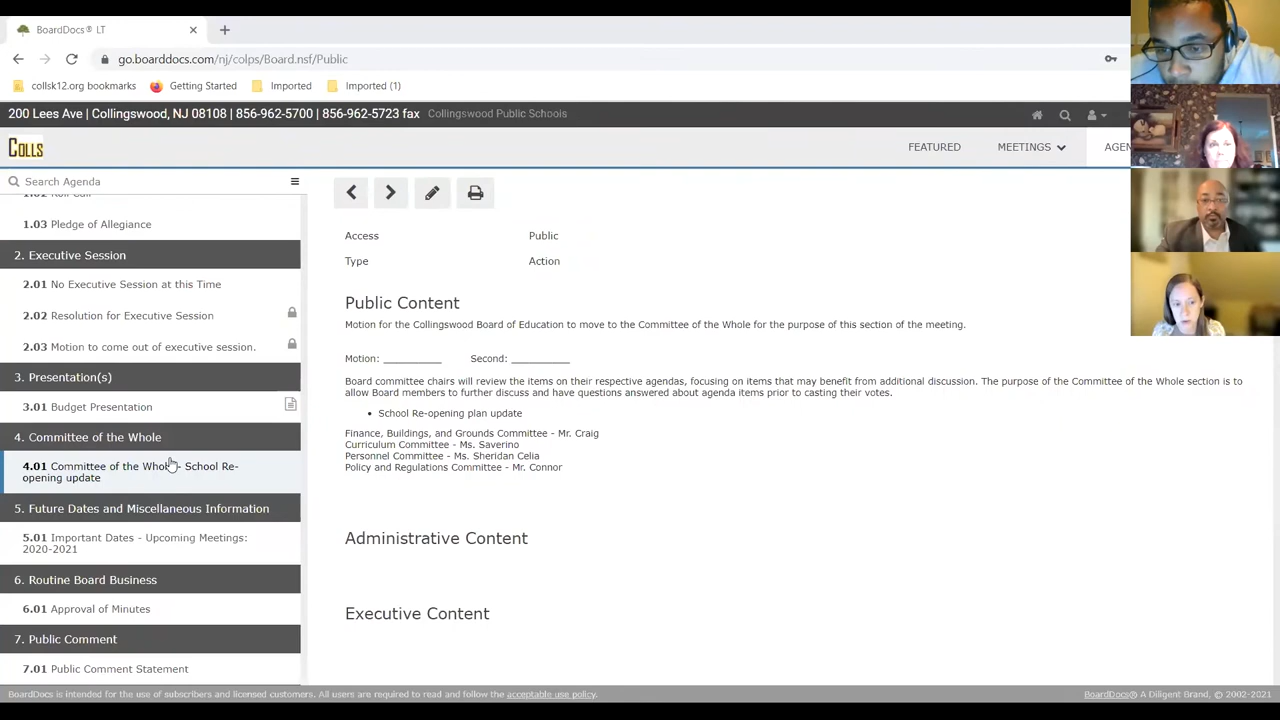 BoardDocs® LT
go.boarddocs.com/nj/colps/Board.nsf/Public
collsk12.org bookmarks Getting Started Imported Imported (1)
200 Lees Ave | Collingswood, NJ 08108 | 856-962-5700 | 856-962-5723 fax Collingswood Public Schools
COLLS
FEATURED MEETINGS
Search Agenda
1.03 Pledge of Allegiance
2. Executive Session
2.01 No Executive Session at this Time
2.02 Resolution for Executive Session
2.03 Motion to come out of executive session.
3. Presentation(s)
3.01 Budget Presentation
4. Committee of the Whole
4.01 Committee of the Whole - School Re-
opening update
5. Future Dates and Miscellaneous Information
5.01 Important Dates - Upcoming Meetings:
2020-2021
6. Routine Board Business
6.01 Approval of Minutes
7. Public Comment
7.01 Public Comment Statement
Access Public
Type Action
Public Content
Motion for the Collingswood Board of Education to move to the Committee of the Whole for the purpose of this section of the meeting.
Motion: __________ Second: __________
Board committee chairs will review the items on their respective agendas, focusing on items that may benefit from additional discussion. The purpose of the Committee of the Whole section is to
allow Board members to further discuss and have questions answered about agenda items prior to casting their votes.
• School Re-opening plan update
Finance, Buildings, and Grounds Committee - Mr. Craig
Curriculum Committee - Ms. Saverino
Personnel Committee - Ms. Sheridan Celia
Policy and Regulations Committee - Mr. Connor
Administrative Content
Executive Content
BoardDocs is intended for the use of subscribers and licensed customers. All users are required to read and follow the acceptable use policy.
BoardDocs® A Diligent Brand, © 2002-2021